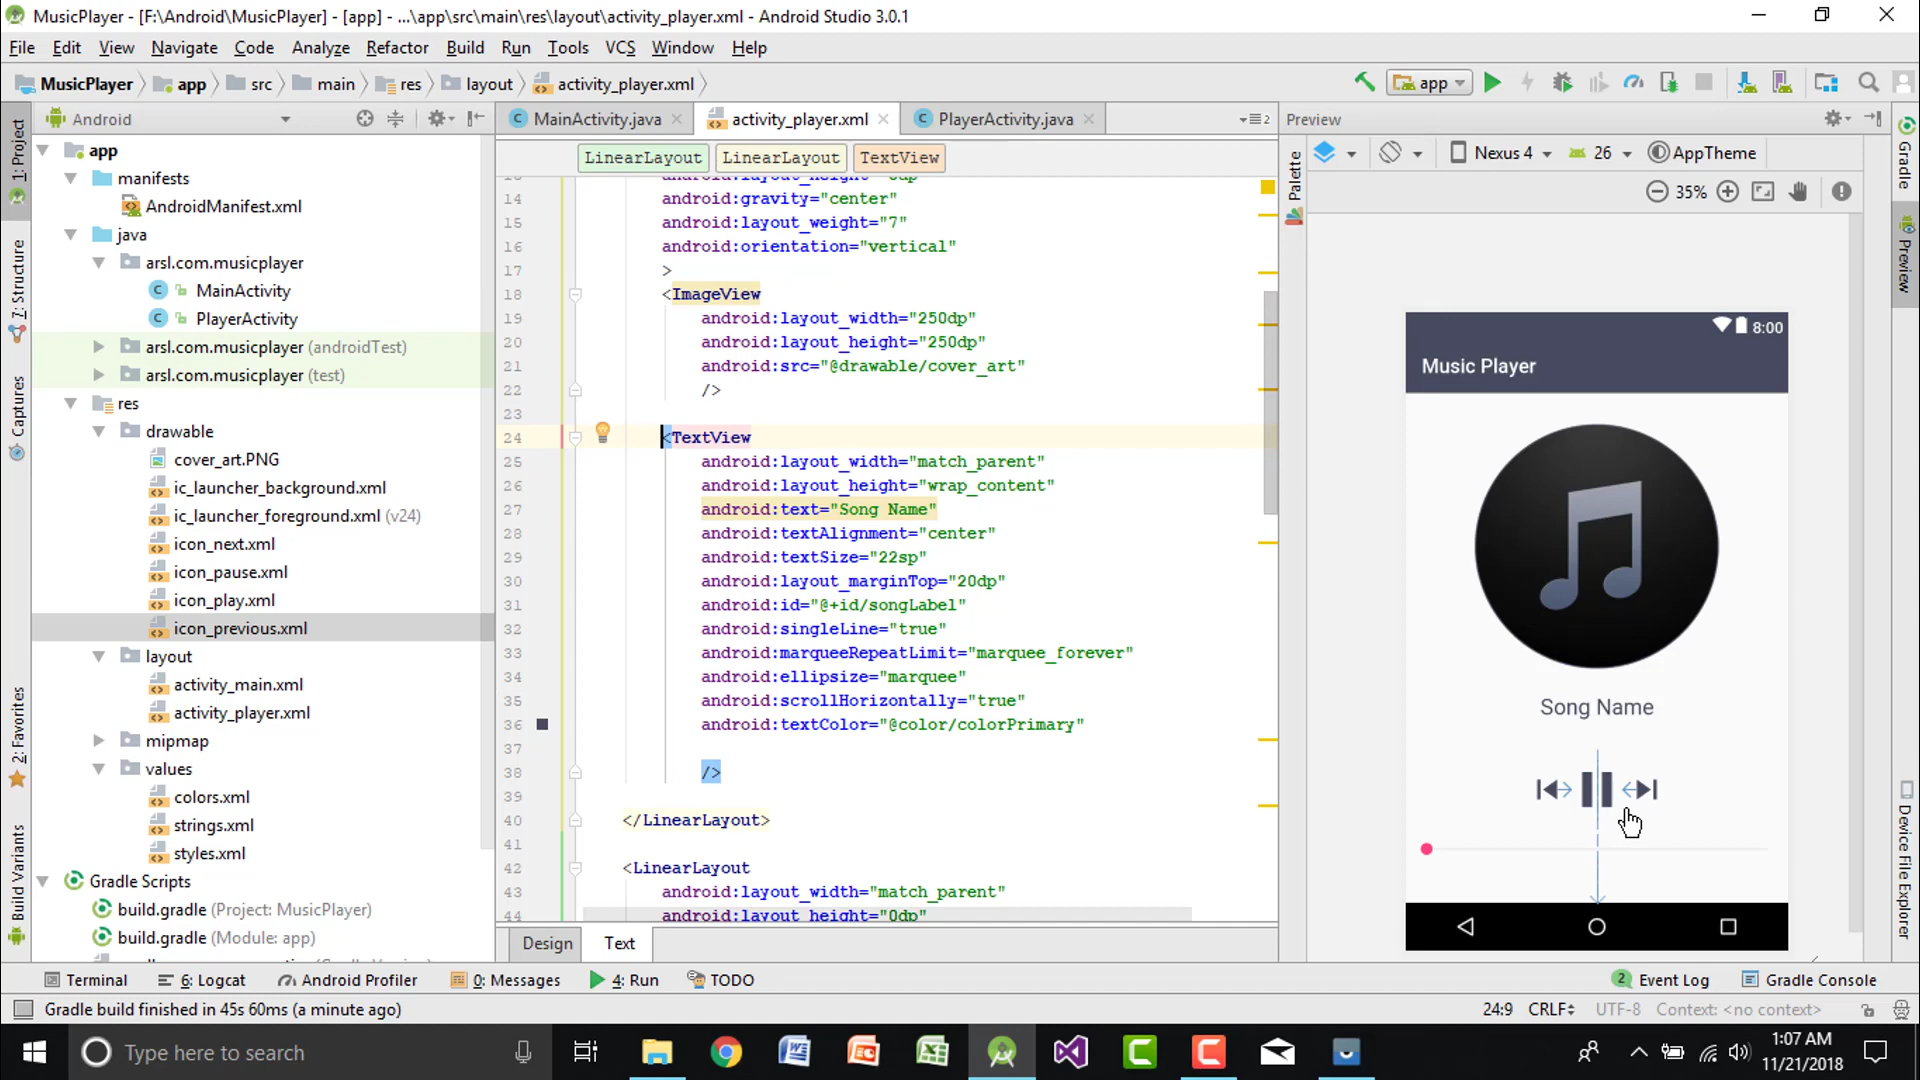 MusicPlayer - [F:\Android\MusicPlayer] - [app] - ...\app\src\main\res\layout\activity_player.xml - Android Studio 3.0.1
File Edit View Navigate Code Analyze Refactor Build Run Tools VCS Window Help
MusicPlayer app src main res layout activity_player.xml app
Android
MainActivity.java activity_player.xml PlayerActivity.java 2
Preview
LinearLayout LinearLayout TextView
Nexus 4 26 AppTheme
35%
1: Project
7: Structure
Captures
2: Favorites
Build Variants
app
manifests
AndroidManifest.xml
java
arsl.com.musicplayer
MainActivity
PlayerActivity
arsl.com.musicplayer (androidTest)
arsl.com.musicplayer (test)
res
drawable
cover_art.PNG
ic_launcher_background.xml
ic_launcher_foreground.xml (v24)
icon_next.xml
icon_pause.xml
icon_play.xml
icon_previous.xml
layout
activity_main.xml
activity_player.xml
mipmap
values
colors.xml
strings.xml
styles.xml
Gradle Scripts
build.gradle (Project: MusicPlayer)
build.gradle (Module: app)
14 android:gravity="center"
15 android:layout_weight="7"
16 android:orientation="vertical"
17 >
18 <ImageView
19 android:layout_width="250dp"
20 android:layout_height="250dp"
21 android:src="@drawable/cover_art"
22 />
23
24 <TextView
25 android:layout_width="match_parent"
26 android:layout_height="wrap_content"
27 android:text="Song Name"
28 android:textAlignment="center"
29 android:textSize="22sp"
30 android:layout_marginTop="20dp"
31 android:id="@+id/songLabel"
32 android:singleLine="true"
33 android:marqueeRepeatLimit="marquee_forever"
34 android:ellipsize="marquee"
35 android:scrollHorizontally="true"
36 android:textColor="@color/colorPrimary"
37
38 />
39
40 </LinearLayout>
41
42 <LinearLayout
43 android:layout_width="match_parent"
44 android:layout_height="0dp"
Design Text
Palette
8:00
Music Player
Song Name
Gradle
Preview
Device File Explorer
Terminal 6: Logcat Android Profiler 0: Messages 4: Run TODO 2 Event Log Gradle Console
Gradle build finished in 45s 60ms (a minute ago) 24:9 CRLF UTF-8 Context: <no context>
Type here to search
1:07 AM
11/21/2018